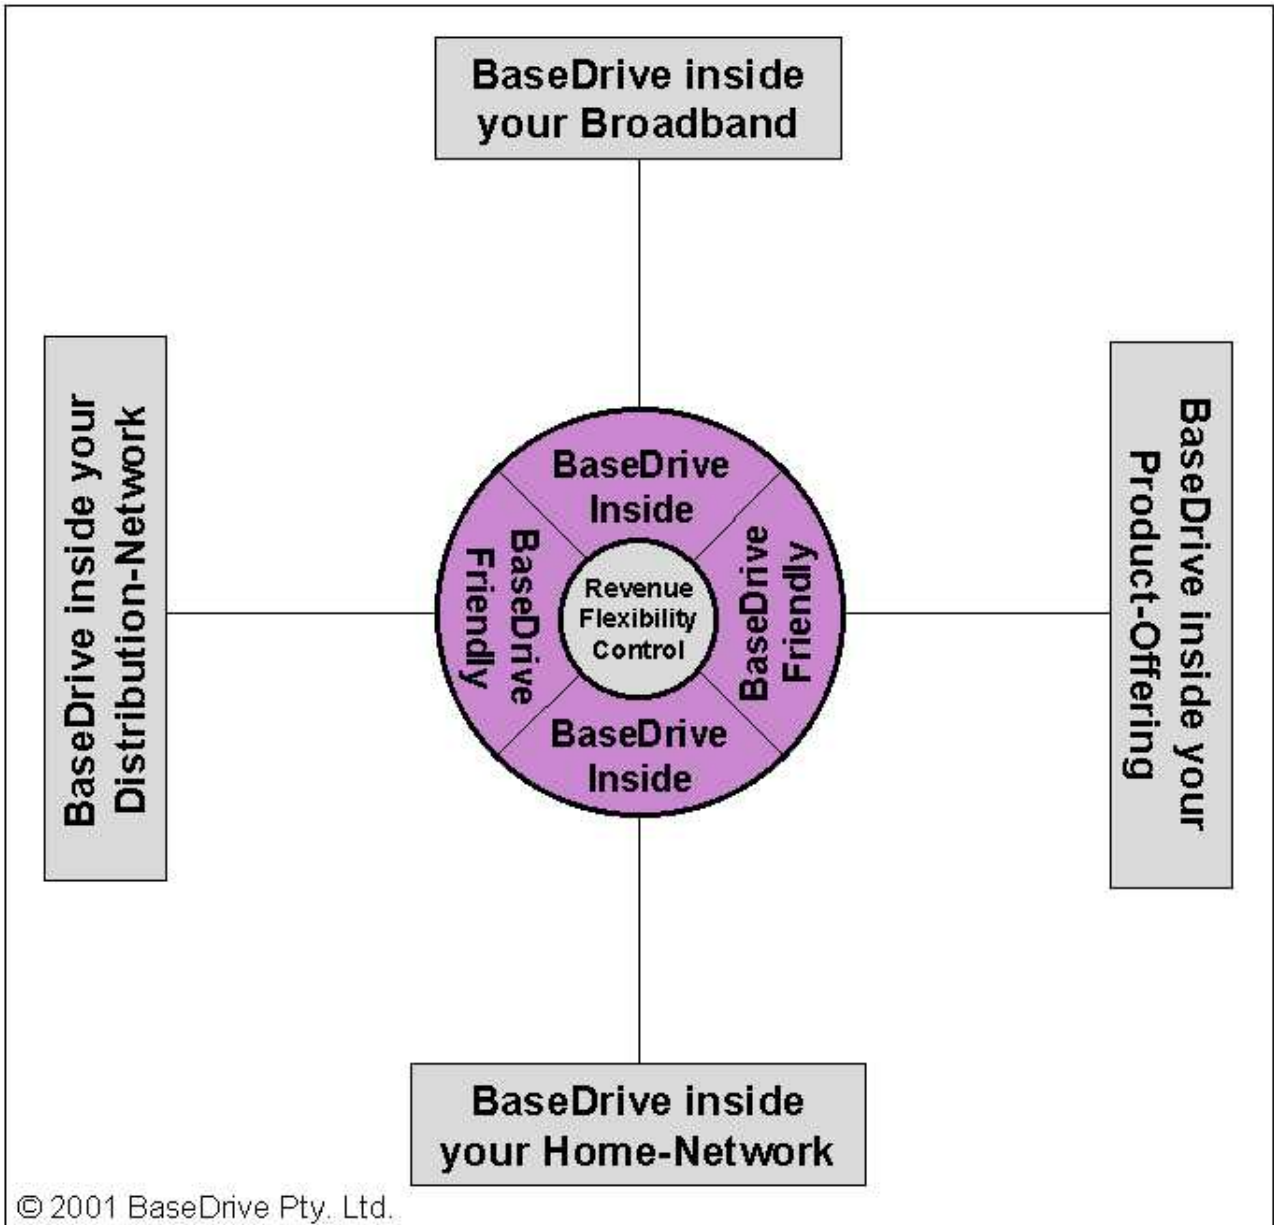 BaseDrive inside
your Broadband
BaseDrive inside your
Distribution-Network
BaseDrive
Inside
BaseDrive
Friendly
Revenue
Flexibility
Control
BaseDrive
Friendly
BaseDrive
Inside
BaseDrive inside your
Product-Offering
BaseDrive inside
your Home-Network
© 2001 BaseDrive Pty. Ltd.